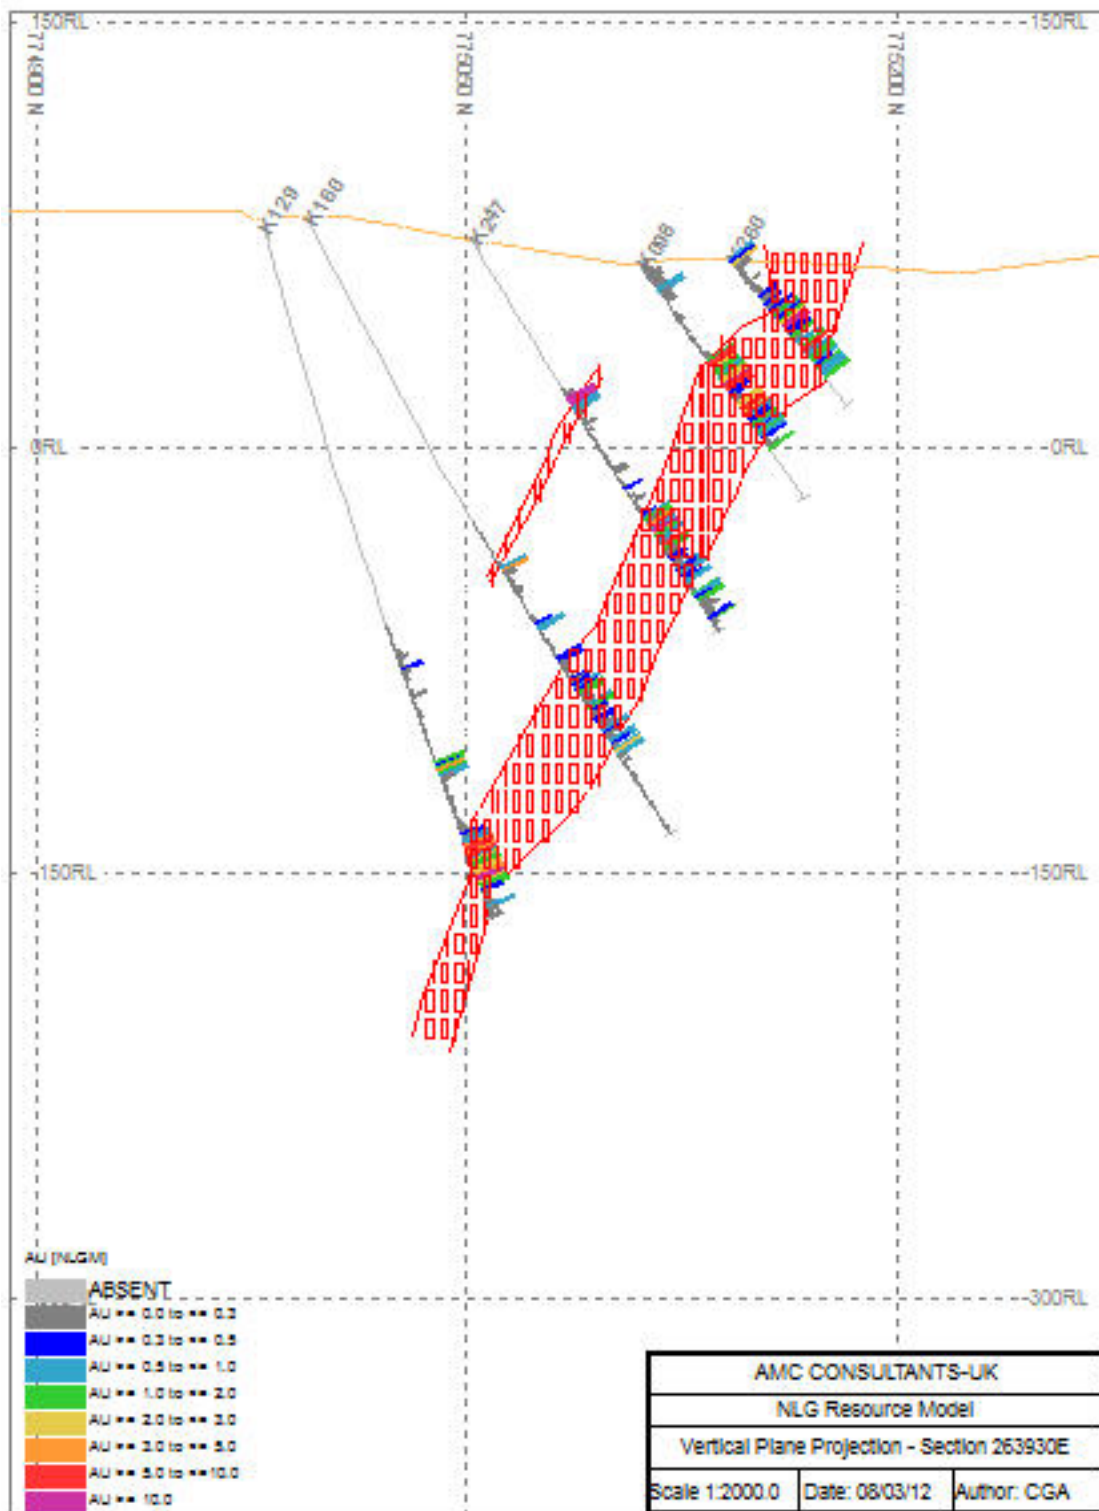 150RL
150RL
774900 N
775050 N
775200 N
K129
K168
K247
K098
K260
0RL
0RL
-150RL
-150RL
-300RL
AU [NLGM]
ABSENT
AU >= 0.0 to <= 0.3
AU >= 0.3 to <= 0.5
AU >= 0.5 to <= 1.0
AU >= 1.0 to <= 2.0
AU >= 2.0 to <= 3.0
AU >= 3.0 to <= 5.0
AU >= 5.0 to <=10.0
AU >= 10.0
AMC CONSULTANTS-UK
NLG Resource Model
Vertical Plane Projection - Section 263930E
Scale 1:2000.0
Date: 08/03/12
Author: CGA